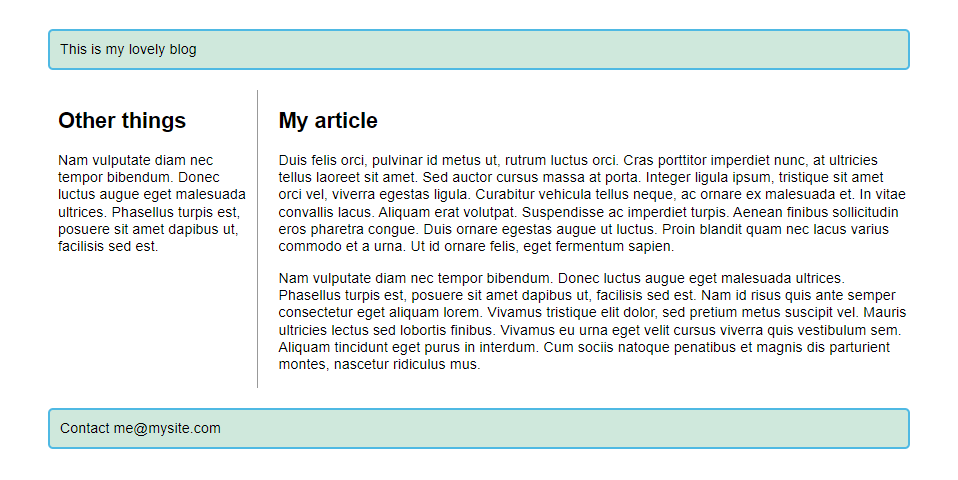 This is my lovely blog
Other things
Nam vulputate diam nec
tempor bibendum. Donec
luctus augue eget malesuada
ultrices. Phasellus turpis est,
posuere sit amet dapibus ut,
facilisis sed est.
My article
Duis felis orci, pulvinar id metus ut, rutrum luctus orci. Cras porttitor imperdiet nunc, at ultricies
tellus laoreet sit amet. Sed auctor cursus massa at porta. Integer ligula ipsum, tristique sit amet
orci vel, viverra egestas ligula. Curabitur vehicula tellus neque, ac ornare ex malesuada et. In vitae
convallis lacus. Aliquam erat volutpat. Suspendisse ac imperdiet turpis. Aenean finibus sollicitudin
eros pharetra congue. Duis ornare egestas augue ut luctus. Proin blandit quam nec lacus varius
commodo et a urna. Ut id ornare felis, eget fermentum sapien.
Nam vulputate diam nec tempor bibendum. Donec luctus augue eget malesuada ultrices.
Phasellus turpis est, posuere sit amet dapibus ut, facilisis sed est. Nam id risus quis ante semper
consectetur eget aliquam lorem. Vivamus tristique elit dolor, sed pretium metus suscipit vel. Mauris
ultricies lectus sed lobortis finibus. Vivamus eu urna eget velit cursus viverra quis vestibulum sem.
Aliquam tincidunt eget purus in interdum. Cum sociis natoque penatibus et magnis dis parturient
montes, nascetur ridiculus mus.
Contact me@mysite.com